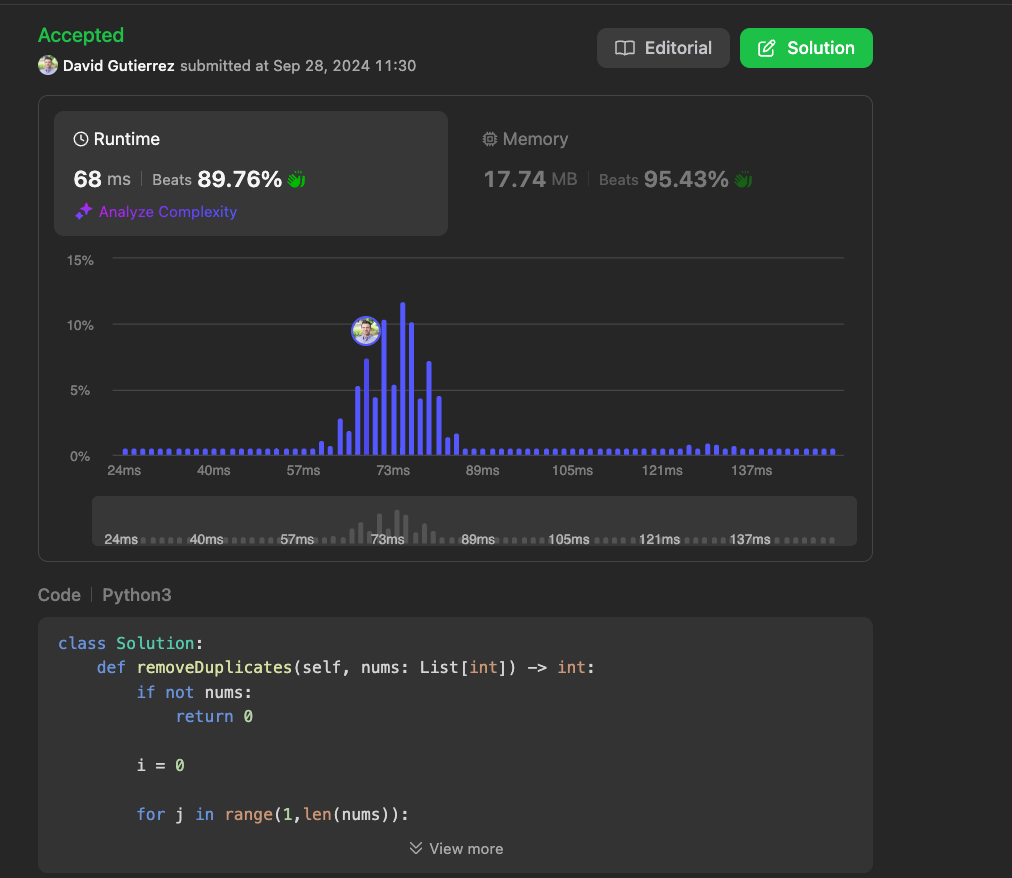 Accepted
Editorial
Solution
David Gutierrez submitted at Sep 28, 2024 11:30
Runtime
Memory
68 ms Beats 89.76%
17.74 MB Beats 95.43%
Analyze Complexity
15%
10%
5%
0%
24ms 40ms 57ms 73ms 89ms 105ms 121ms 137ms
24ms 40ms 57ms 73ms 89ms 105ms 121ms 137ms
Code Python3
class Solution:
    def removeDuplicates(self, nums: List[int]) -> int:
        if not nums:
            return 0
        i = 0
        for j in range(1,len(nums)):
View more